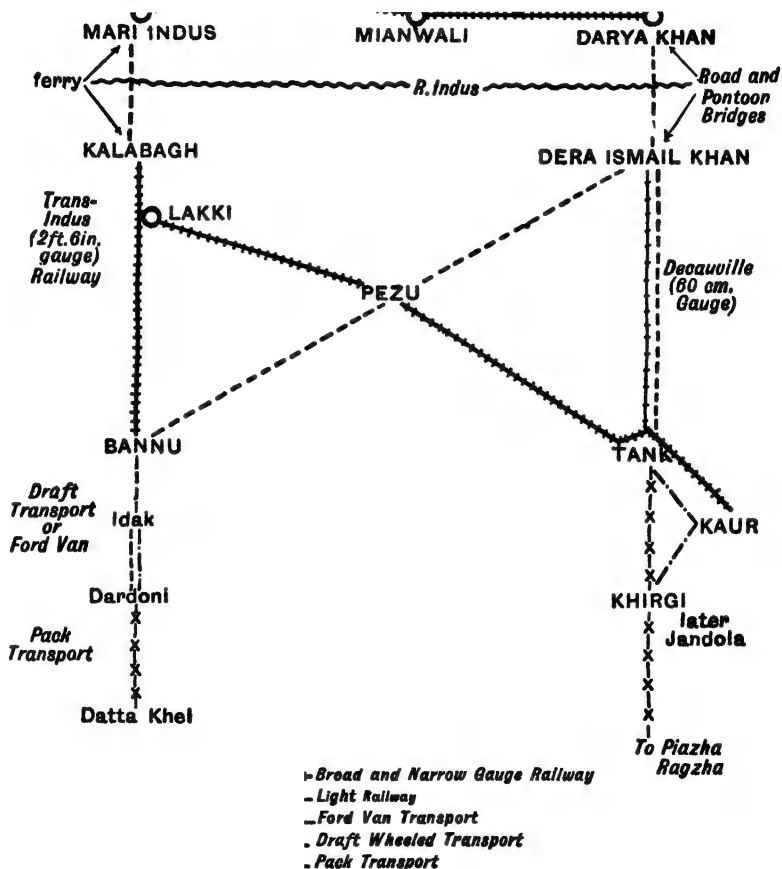 MARI INDUS
MIANWALI
DARYA KHAN
ferry
R.Indus
Road and
Pontoon
Bridges
KALABAGH
DERA ISMAIL KHAN
Trans-
Indus
(2ft.6in.
gauge)
Railway
LAKKI
PEZU
Decauville
(60 cm.
Gauge)
BANNU
TANK
Draft
Transport
or
Ford Van
Idak
KAUR
Dardoni
KHIRGI
later
Jandola
Pack
Transport
Datta Khel
To Piazha
Ragzha
Broad and Narrow Gauge Railway
Light Railway
Ford Van Transport
Draft Wheeled Transport
Pack Transport